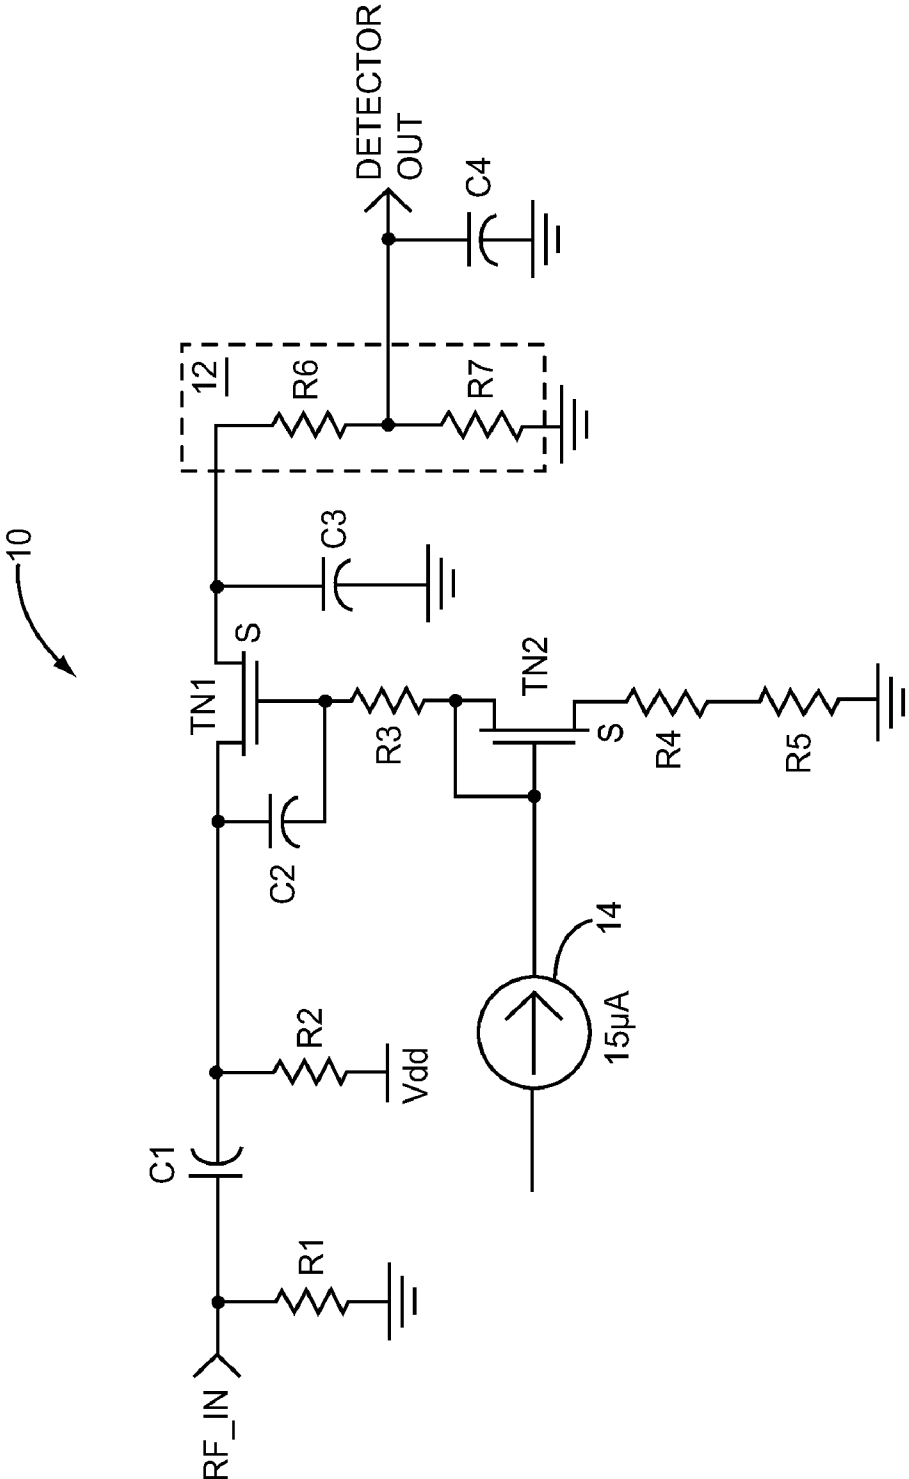 10
RF_IN
R1
C1
R2
Vdd
C2
TN1
S
C3
12
R6
R7
DETECTOR
OUT
C4
R3
TN2
S
R4
R5
14
15μA